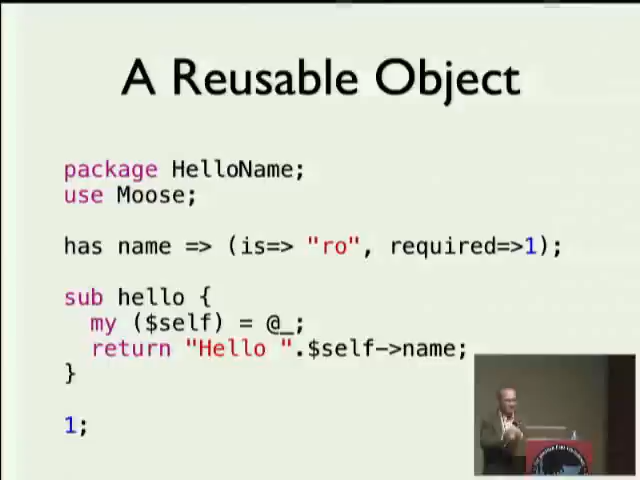 A Reusable Object
package HelloName;
use Moose;
has name => (is=> "ro", required=>1);
sub hello {
my ($self) = @_;
return "Hello ".$self->name;
}
1;